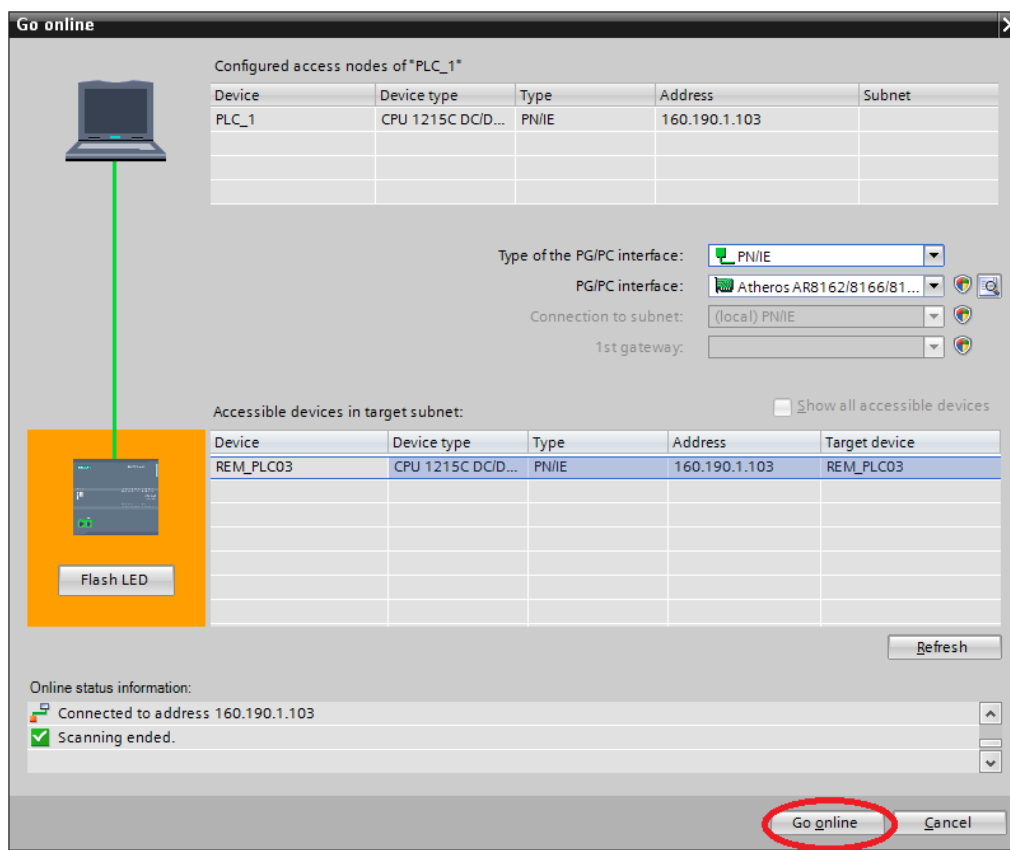 Go online
Configured access nodes of "PLC_1"
Device Device type Type Address Subnet
PLC_1 CPU 1215C DC/D... PN/IE 160.190.1.103
Type of the PG/PC interface: PN/IE
PG/PC interface: Atheros AR8162/8166/81...
Connection to subnet: (local) PN/IE
1st gateway:
Accessible devices in target subnet: Show all accessible devices
Device Device type Type Address Target device
REM_PLC03 CPU 1215C DC/D... PN/IE 160.190.1.103 REM_PLC03
Flash LED
Refresh
Online status information:
Connected to address 160.190.1.103
Scanning ended.
Go online Cancel